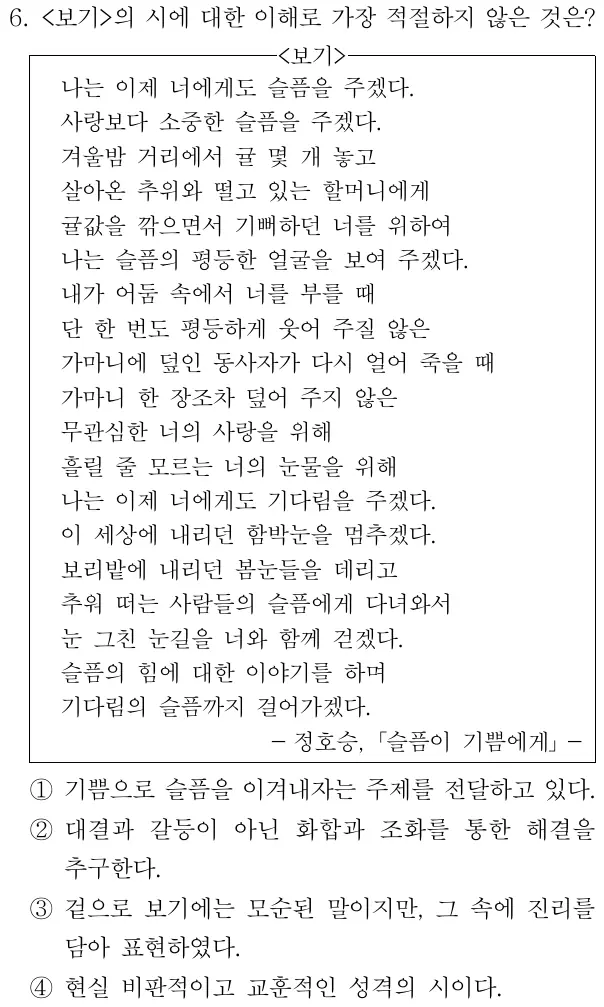 6. <보기>의 시에 대한 이해로 가장 적절하지 않은 것은?
<보기>
나는 이제 너에게도 슬픔을 주겠다.
사랑보다 소중한 슬픔을 주겠다.
겨울밤 거리에서 귤 몇 개 놓고
살아온 추위와 떨고 있는 할머니에게
귤값을 깎으면서 기뻐하던 너를 위하여
나는 슬픔의 평등한 얼굴을 보여 주겠다.
내가 어둠 속에서 너를 부를 때
단 한 번도 평등하게 웃어 주질 않은
가마니에 덮인 동사자가 다시 얼어 죽을 때
가마니 한 장조차 덮어 주지 않은
무관심한 너의 사랑을 위해
흘릴 줄 모르는 너의 눈물을 위해
나는 이제 너에게도 기다림을 주겠다.
이 세상에 내리던 함박눈을 멈추겠다.
보리밭에 내리던 봄눈들을 데리고
추워 떠는 사람들의 슬픔에게 다녀와서
눈 그친 눈길을 너와 함께 걷겠다.
슬픔의 힘에 대한 이야기를 하며
기다림의 슬픔까지 걸어가겠다.
- 정호승, 「슬픔이 기쁨에게」-
① 기쁨으로 슬픔을 이겨내자는 주제를 전달하고 있다.
② 대결과 갈등이 아닌 화합과 조화를 통한 해결을
추구한다.
③ 겉으로 보기에는 모순된 말이지만, 그 속에 진리를
담아 표현하였다.
④ 현실 비판적이고 교훈적인 성격의 시이다.